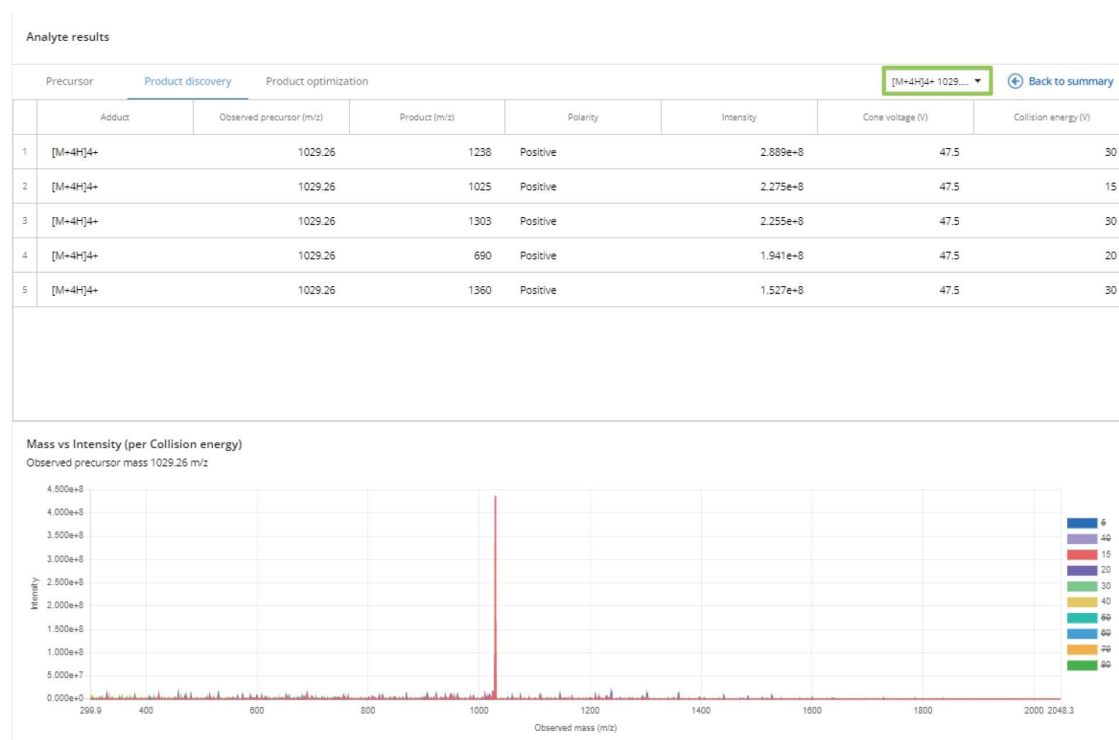 Analyte results
Precursor Product discovery Product optimization [M+4H]4+ 1029.... Back to summary
Adduct Observed precursor (m/z) Product (m/z) Polarity Intensity Cone voltage (V) Collision energy (V)
1 [M+4H]4+ 1029.26 1238 Positive 2.889e+8 47.5 30
2 [M+4H]4+ 1029.26 1025 Positive 2.275e+8 47.5 15
3 [M+4H]4+ 1029.26 1303 Positive 2.255e+8 47.5 30
4 [M+4H]4+ 1029.26 690 Positive 1.941e+8 47.5 20
5 [M+4H]4+ 1029.26 1360 Positive 1.527e+8 47.5 30
Mass vs Intensity (per Collision energy)
Observed precursor mass 1029.26 m/z
4.500e+8
4.000e+8
3.500e+8
3.000e+8
2.500e+8
2.000e+8
1.500e+8
1.000e+8
5.000e+7
0.000e+0
Intensity
299.9 400 600 800 1000 1200 1400 1600 1800 2000 2048.3
Observed mass (m/z)
5
10
15
20
30
40
50
60
70
80